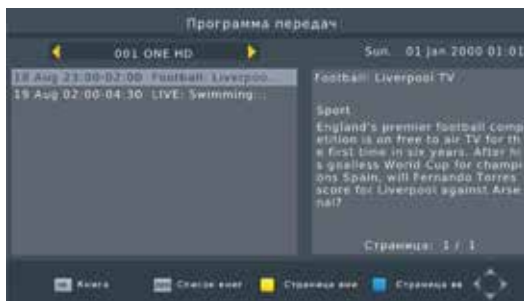 Программа передач
001 ONE HD
Sun. 01 Jan 2000 01:01
18 Aug 23:00-02:00 Football: Liverpoo...
19 Aug 02:00-04:30 LIVE: Swimming...
Football: Liverpool TV
Sport
England's premier football comp
etition is on free to air TV for th
e first time in six years. After hi
s goalless World Cup for champi
ons Spain, will Fernando Torres
score for Liverpool against Arse
nal?
Страница: 1 / 1
Книга
Список книг
Страница вни
Страница вв